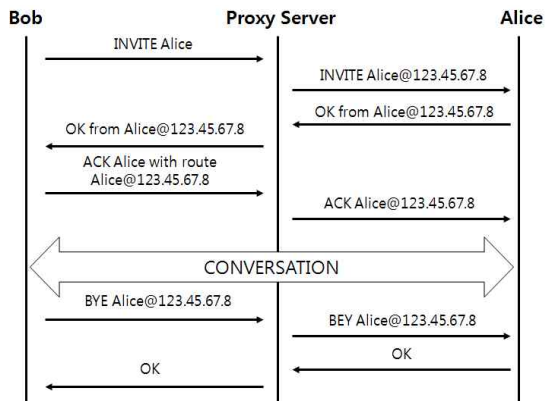 Bob
Proxy Server
Alice
INVITE Alice
INVITE Alice@123.45.67.8
OK from Alice@123.45.67.8
OK from Alice@123.45.67.8
ACK Alice with route
Alice@123.45.67.8
ACK Alice@123.45.67.8
CONVERSATION
BYE Alice@123.45.67.8
BEY Alice@123.45.67.8
OK
OK